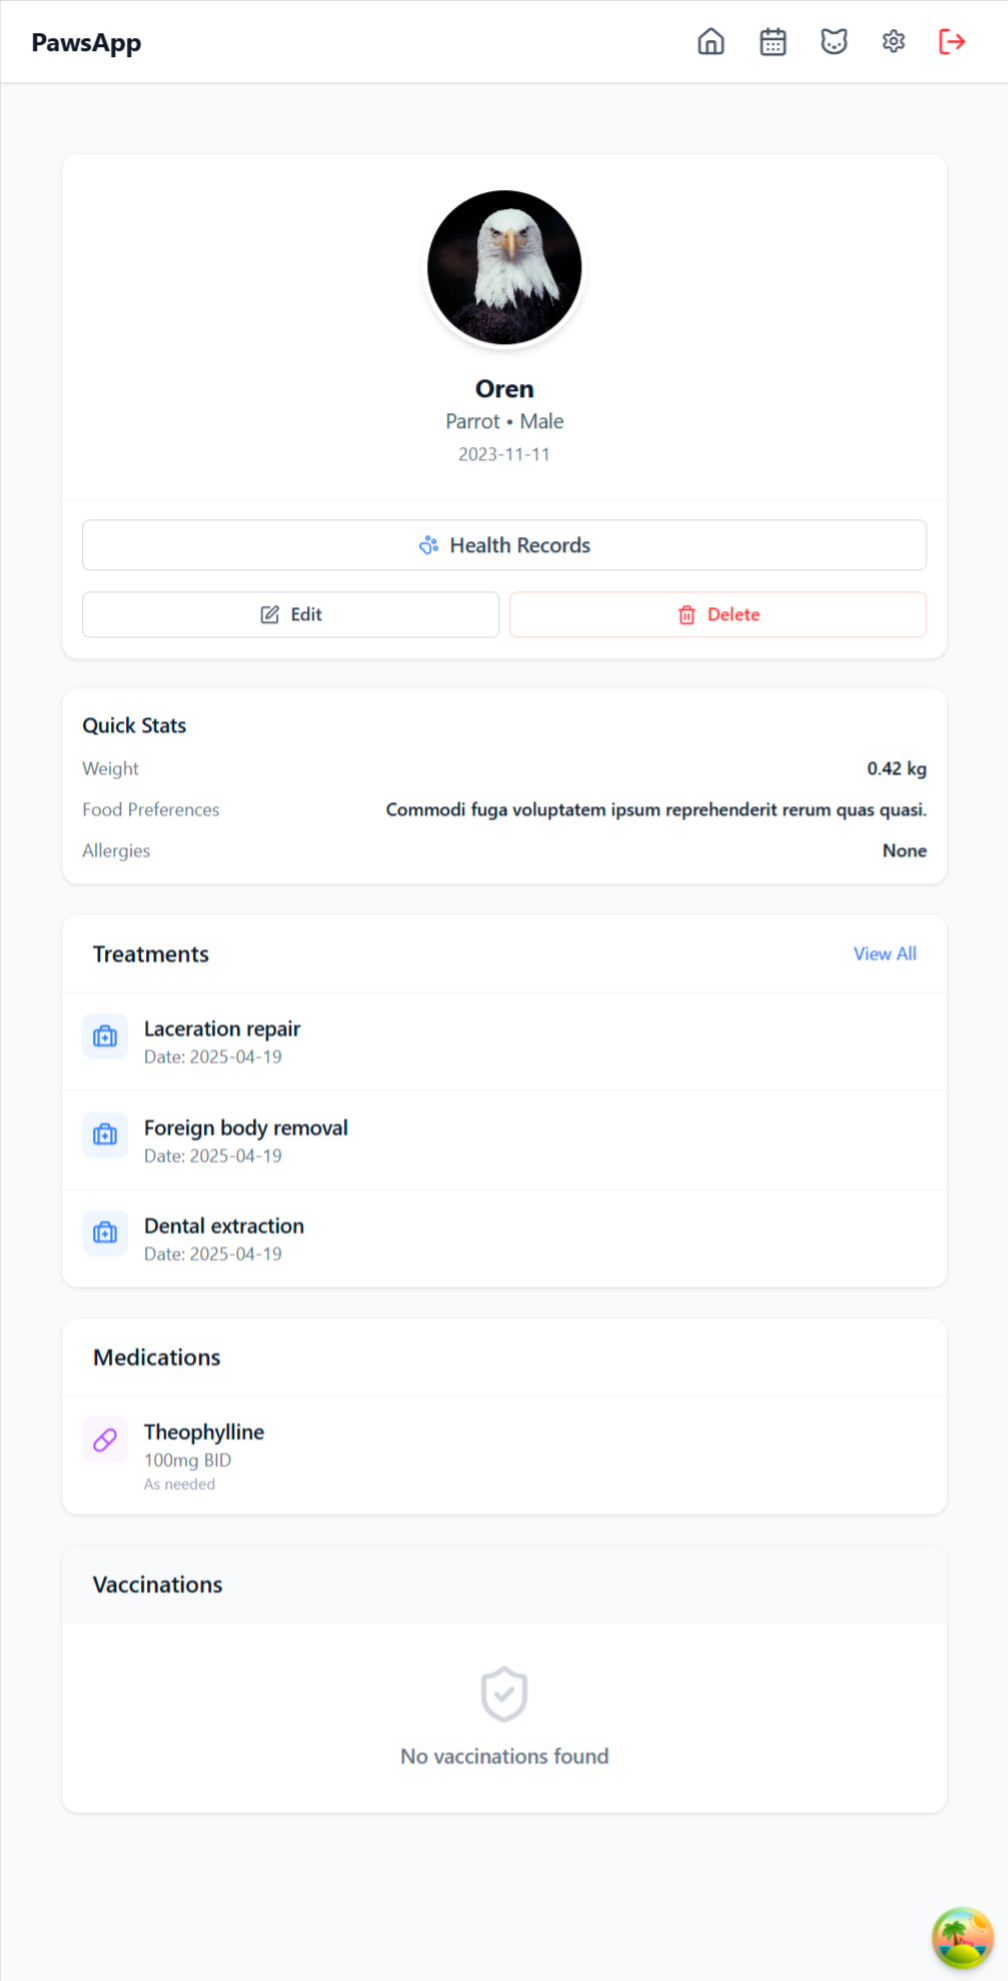 PawsApp
Oren
Parrot • Male
2023-11-11
Health Records
Edit
Delete
Quick Stats
Weight
0.42 kg
Food Preferences
Commodi fuga voluptatem ipsum reprehenderit rerum quas quasi.
Allergies
None
Treatments
View All
Laceration repair
Date: 2025-04-19
Foreign body removal
Date: 2025-04-19
Dental extraction
Date: 2025-04-19
Medications
Theophylline
100mg BID
As needed
Vaccinations
No vaccinations found